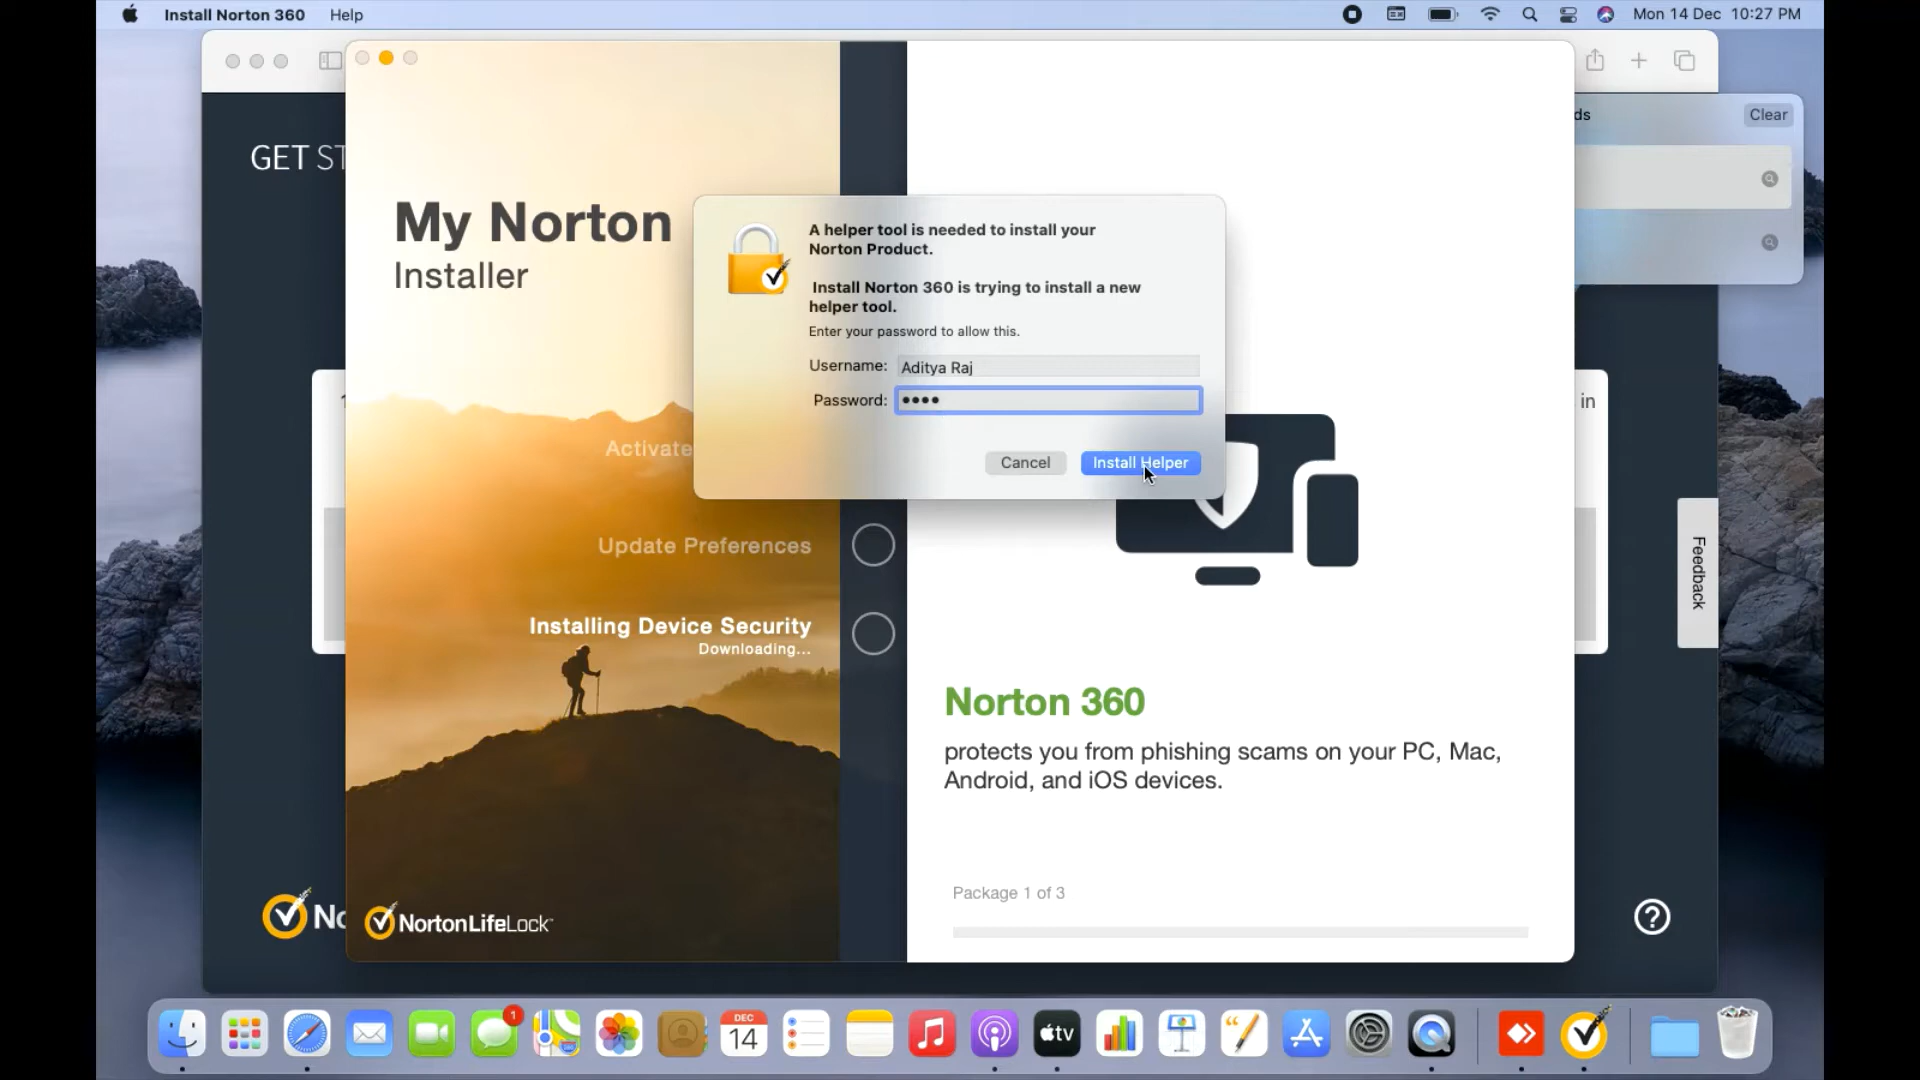 Install Norton 360 Help
Mon 14 Dec 10:27 PM
ds
Clear
GET ST
My Norton
Installer
A helper tool is needed to install your
Norton Product.
Install Norton 360 is trying to install a new
helper tool.
Enter your password to allow this.
Username: Aditya Raj
Password: ••••
Cancel Install Helper
1
in
Activate
Update Preferences
Installing Device Security
Downloading...
Feedback
Norton 360
protects you from phishing scams on your PC, Mac,
Android, and iOS devices.
Package 1 of 3
No
NortonLifeLock
1
DEC
14
tv